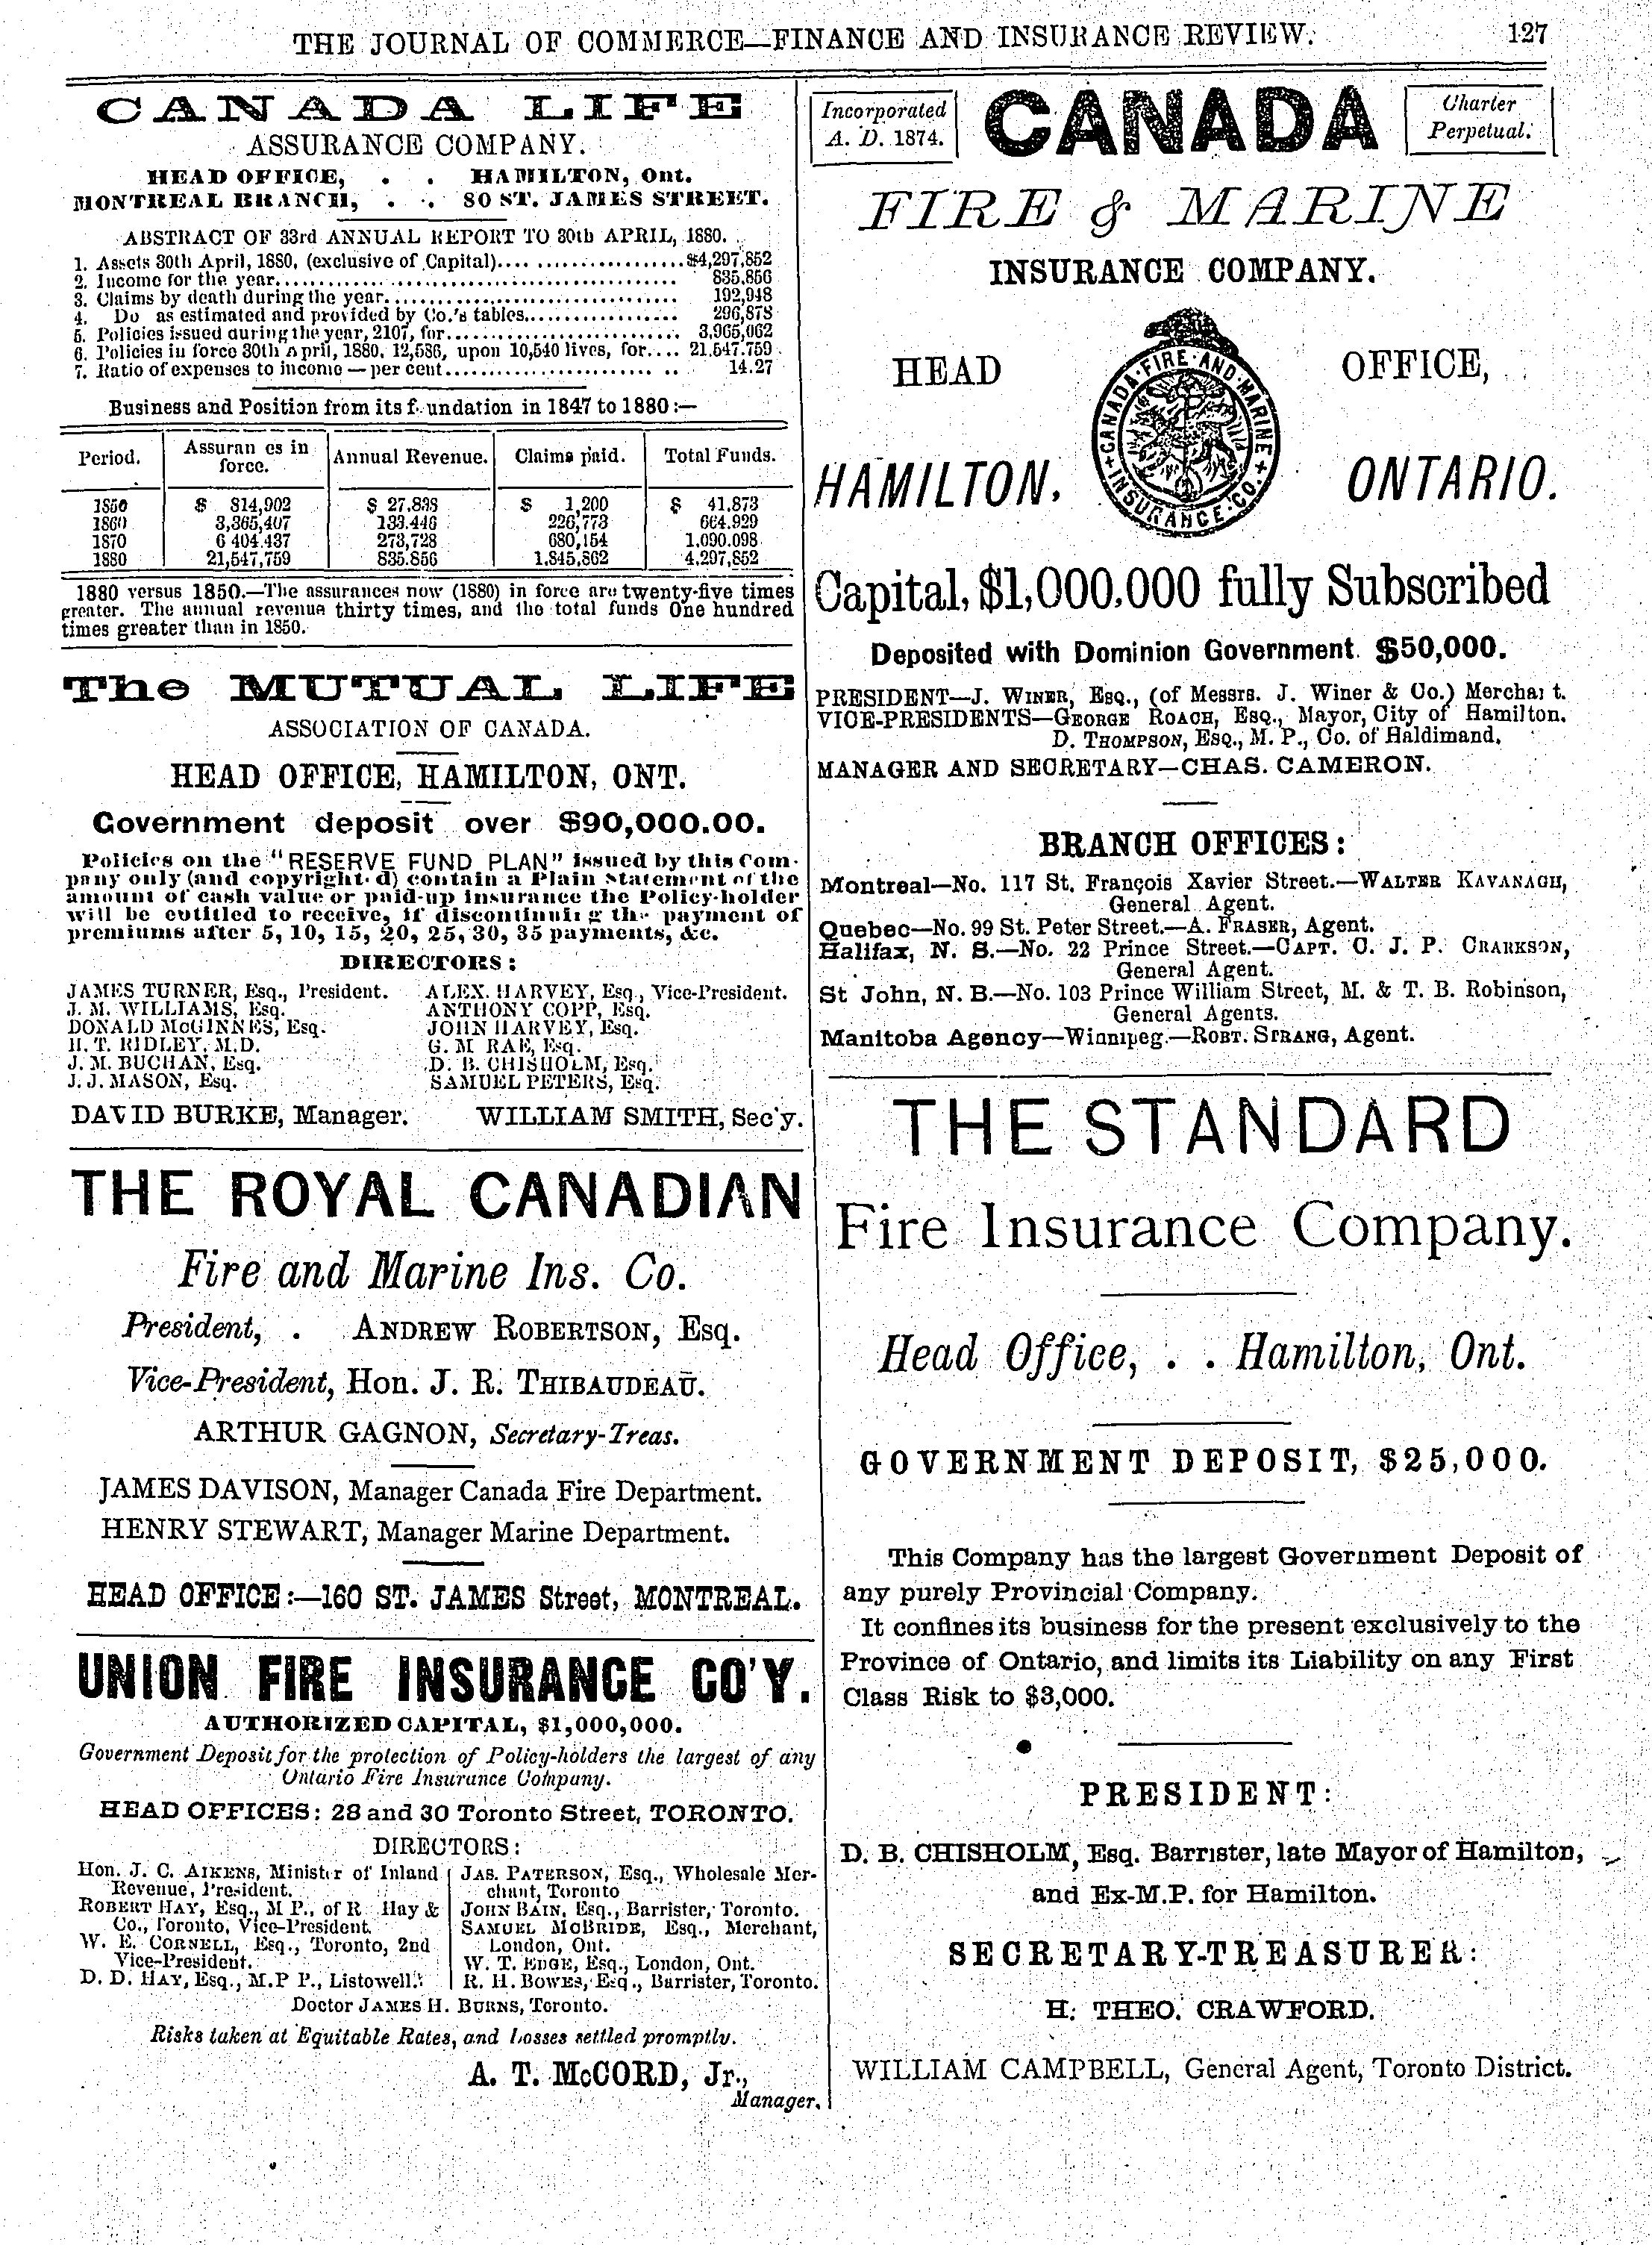 THE JOURNAL OF COMMERCE—FINANCE AND INSURANCE REVIEW.
127
CANADA LIFE
ASSURANCE COMPANY.
HEAD OFFICE, . . HAMILTON, Ont.
MONTREAL BRANCH, . . 80 ST. JAMES STREET.
ABSTRACT OF 33rd ANNUAL REPORT TO 30th APRIL, 1880.
1. Assets 30th April, 1880, (exclusive of Capital).... ..................$4,297,852
2. Income for the year............................................... 835,856
3. Claims by death during the year.................................. 192,948
4. Do as estimated and provided by Co.'s tables.................. 296,878
5. Policies issued during the year, 2107, for......................... 3,965,062
6. Policies in force 30th April, 1880, 12,586, upon 10,540 lives, for.... 21,547.759
7. Ratio of expenses to income—per cent......................... .. 14.27
Business and Position from its f undation in 1847 to 1880:—
Period. Assuran es in force. Annual Revenue. Claims paid. Total Funds.
1850 $ 814,902 $ 27,838 $ 1,200 $ 41,873
1860 3,365,407 133,446 226,773 664,929
1870 6 404,437 273,728 680,154 1,090,098
1880 21,547,759 835,856 1,845,862 4,297,852
1880 versus 1850.—The assurances now (1880) in force are twenty-five times
greater. The annual revenue thirty times, and the total funds One hundred
times greater than in 1850.
The MUTUAL LIFE
ASSOCIATION OF CANADA.
HEAD OFFICE, HAMILTON, ONT.
Government deposit over $90,000.00.
Policies on the "RESERVE FUND PLAN" issued by this Com-
pany only (and copyright d) contain a Plain Statement of the
amount of cash value or paid-up insurance the Policy-holder
will be entitled to receive, if discontinuing the payment of
premiums after 5, 10, 15, 20, 25, 30, 35 payments, &c.
DIRECTORS:
JAMES TURNER, Esq., President. ALEX. HARVEY, Esq., Vice-President.
J. M. WILLIAMS, Esq. ANTHONY COPP, Esq.
DONALD McGINNES, Esq. JOHN HARVEY, Esq.
H. T. RIDLEY, M.D. G. M RAE, Esq.
J. M. BUCHAN, Esq. D. B. CHISHOLM, Esq.
J. J. MASON, Esq. SAMUEL PETERS, Esq.
DAVID BURKE, Manager. WILLIAM SMITH, Sec'y.
THE ROYAL CANADIAN
Fire and Marine Ins. Co.
President, . ANDREW ROBERTSON, Esq.
Vice-President, Hon. J. R. THIBAUDEAU.
ARTHUR GAGNON, Secretary-Treas.
JAMES DAVISON, Manager Canada Fire Department.
HENRY STEWART, Manager Marine Department.
HEAD OFFICE:—160 ST. JAMES Street, MONTREAL.
UNION FIRE INSURANCE CO'Y.
AUTHORIZED CAPITAL, $1,000,000.
Government Deposit for the protection of Policy-holders the largest of any
Ontario Fire Insurance Company.
HEAD OFFICES: 28 and 30 Toronto Street, TORONTO.
DIRECTORS:
Hon. J. C. AIKENS, Minister of Inland
Revenue, President.
ROBERT HAY, Esq., M P., of R. Hay &
Co., Toronto, Vice-President.
W. E. CORNELL, Esq., Toronto, 2nd
Vice-President.
D. D. HAY, Esq., M.P P., Listowell.
JAS. PATERSON, Esq., Wholesale Mer-
chant, Toronto
JOHN BAIN, Esq., Barrister, Toronto.
SAMUEL MCBRIDE, Esq., Merchant,
London, Ont.
W. T. EDGE, Esq., London, Ont.
R. H. BOWES, Esq., Barrister, Toronto.
Doctor JAMES H. BURNS, Toronto.
Risks taken at Equitable Rates, and Losses settled promptly.
A. T. McCORD, Jr.,
Manager.
Incorporated
A. D. 1874.
CANADA
Charter
Perpetual.
FIRE & MARINE
INSURANCE COMPANY.
HEAD OFFICE,
CANADA·FIRE·AND·MARINE
INSURANCE·CO.
HAMILTON, ONTARIO.
Capital, $1,000,000 fully Subscribed
Deposited with Dominion Government $50,000.
PRESIDENT—J. WINER, ESQ., (of Messrs. J. Winer & Co.) Merchant.
VICE-PRESIDENTS—GEORGE ROACH, ESQ., Mayor, City of Hamilton.
D. THOMPSON, ESQ., M. P., Co. of Haldimand.
MANAGER AND SECRETARY—CHAS. CAMERON.
BRANCH OFFICES:
Montreal—No. 117 St. François Xavier Street.—WALTER KAVANAGH,
General Agent.
Quebec—No. 99 St. Peter Street.—A. FRASER, Agent.
Halifax, N. S.—No. 22 Prince Street.—CAPT. C. J. P. CRARKSON,
General Agent.
St John, N. B.—No. 103 Prince William Street, M. & T. B. Robinson,
General Agents.
Manitoba Agency—Winnipeg.—ROBT. STRANG, Agent.
THE STANDARD
Fire Insurance Company.
Head Office, . . Hamilton, Ont.
GOVERNMENT DEPOSIT, $25,000.
This Company has the largest Government Deposit of
any purely Provincial Company.
It confines its business for the present exclusively to the
Province of Ontario, and limits its Liability on any First
Class Risk to $3,000.
PRESIDENT:
D. B. CHISHOLM, Esq. Barrister, late Mayor of Hamilton,
and Ex-M.P. for Hamilton.
SECRETARY-TREASURER:
H. THEO. CRAWFORD.
WILLIAM CAMPBELL, General Agent, Toronto District.